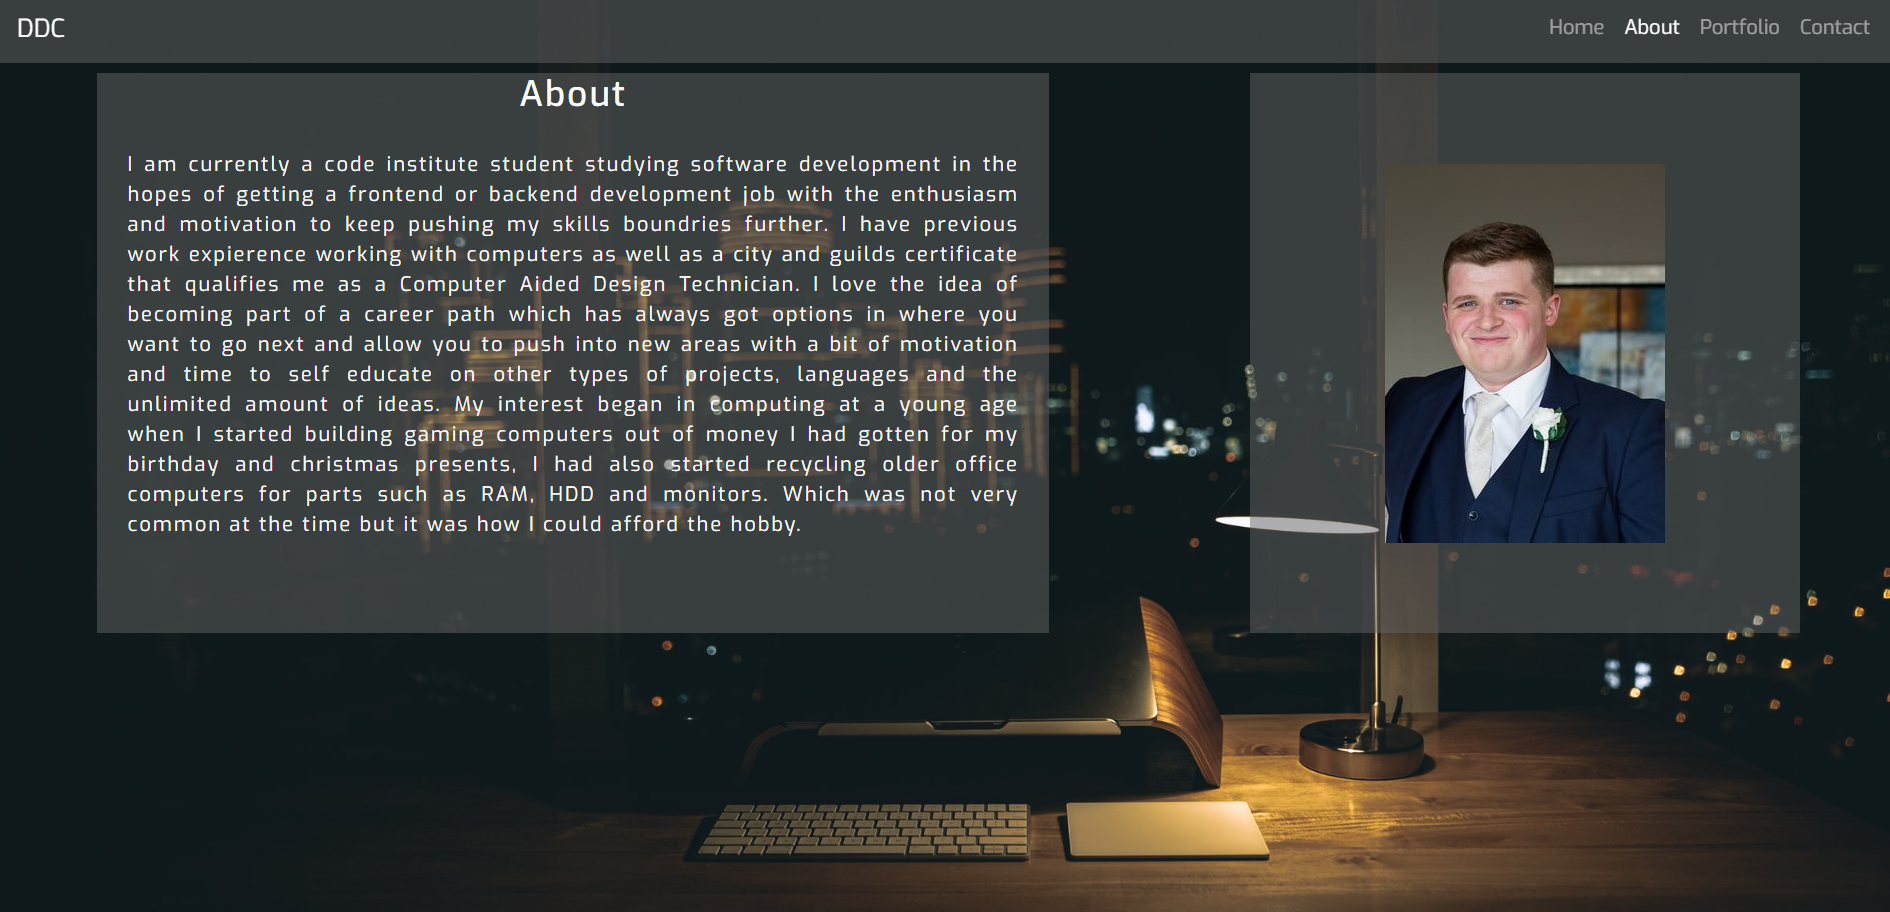 DDC
Home About Portfolio Contact
About
I am currently a code institute student studying software development in the
hopes of getting a frontend or backend development job with the enthusiasm
and motivation to keep pushing my skills boundries further. I have previous
work expierence working with computers as well as a city and guilds certificate
that qualifies me as a Computer Aided Design Technician. I love the idea of
becoming part of a career path which has always got options in where you
want to go next and allow you to push into new areas with a bit of motivation
and time to self educate on other types of projects, languages and the
unlimited amount of ideas. My interest began in computing at a young age
when I started building gaming computers out of money I had gotten for my
birthday and christmas presents, I had also started recycling older office
computers for parts such as RAM, HDD and monitors. Which was not very
common at the time but it was how I could afford the hobby.